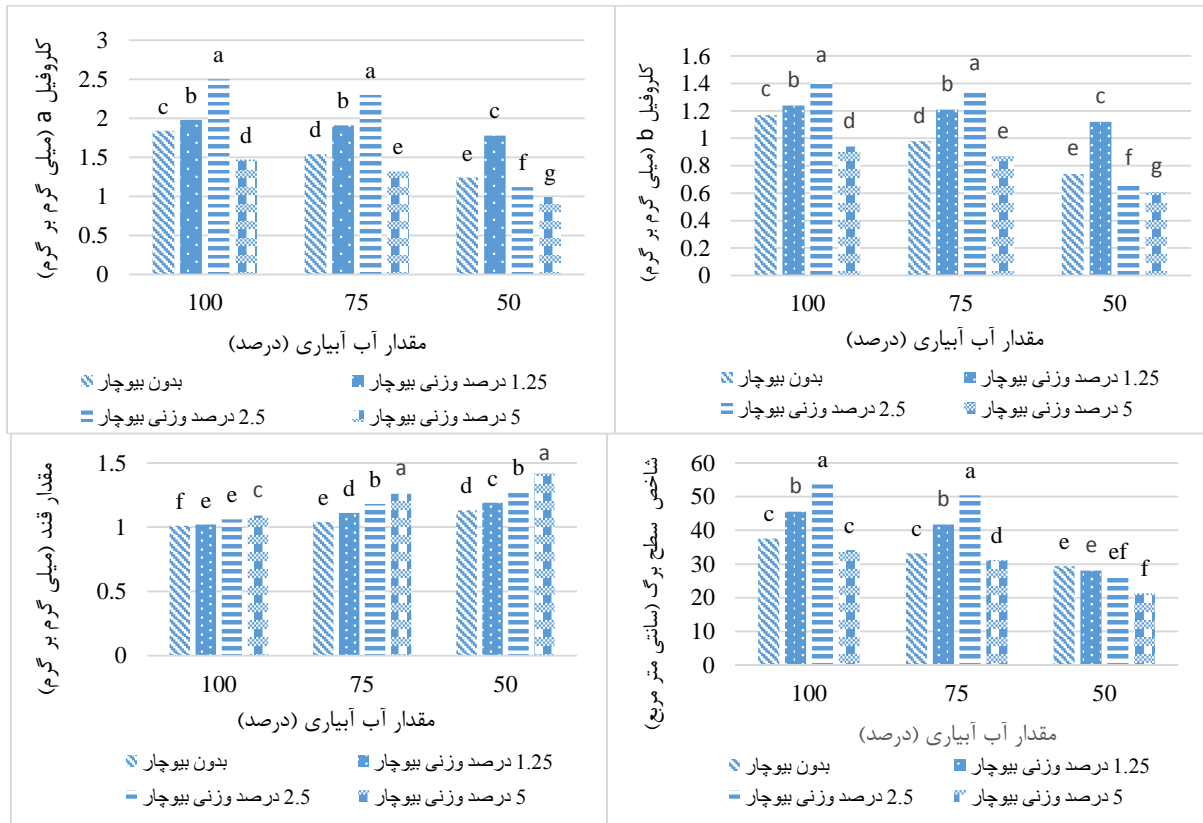 کلروفیل a (میلی گرم بر گرم)
3
2.5
2
1.5
1
0.5
0
c b a d
d b a e
e c f g
100 75 50
مقدار آب آبیاری (درصد)
بدون بیوچار
1.25 درصد وزنی بیوچار
2.5 درصد وزنی بیوچار
5 درصد وزنی بیوچار
کلروفیل b (میلی گرم بر گرم)
1.6
1.4
1.2
1
0.8
0.6
0.4
0.2
0
c b a d
d b a e
e c f g
100 75 50
مقدار آب آبیاری (درصد)
بدون بیوچار
1.25 درصد وزنی بیوچار
2.5 درصد وزنی بیوچار
5 درصد وزنی بیوچار
مقدار قند (میلی گرم بر گرم)
1.5
1
0.5
0
f e e c
e d b a
d c b a
100 75 50
مقدار آب آبیاری (درصد)
بدون بیوچار
1.25 درصد وزنی بیوچار
2.5 درصد وزنی بیوچار
5 درصد وزنی بیوچار
شاخص سطح برگ (سانتی متر مربع)
60
50
40
30
20
10
0
c b a c
c b a d
e e ef f
100 75 50
مقدار آب آبیاری (درصد)
بدون بیوچار
1.25 درصد وزنی بیوچار
2.5 درصد وزنی بیوچار
5 درصد وزنی بیوچار